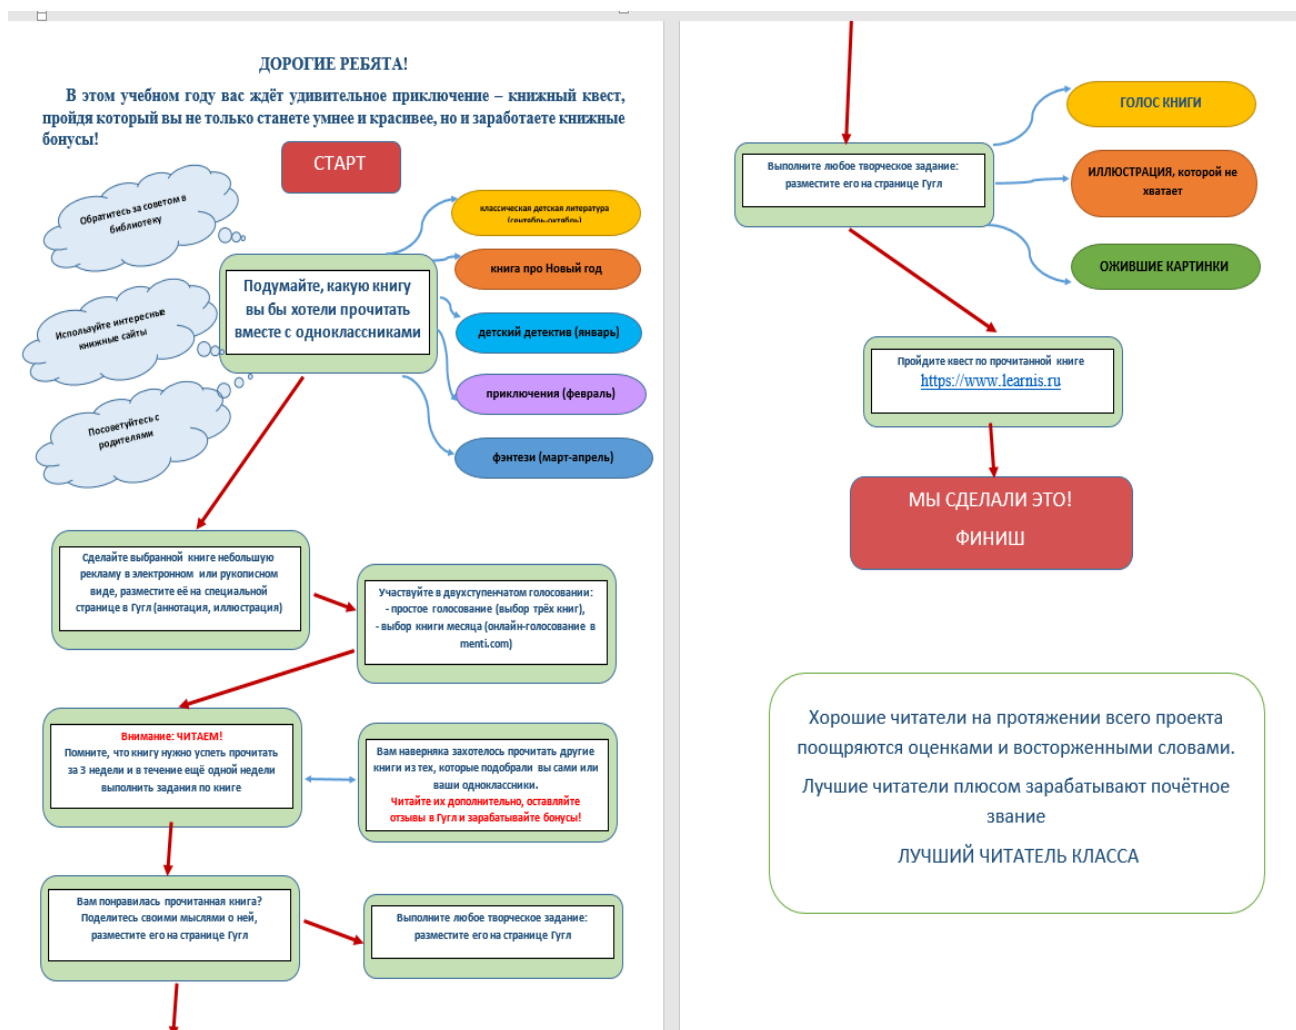 ДОРОГИЕ РЕБЯТА!
В этом учебном году вас ждёт удивительное приключение – книжный квест,
пройдя который вы не только станете умнее и красивее, но и заработаете книжные
бонусы!
СТАРТ
Обратитесь за советом в
библиотеку
Используйте интересные
книжные сайты
Посоветуйтесь с
родителями
Подумайте, какую книгу
вы бы хотели прочитать
вместе с одноклассниками
классическая детская литература
(сентябрь-октябрь)
книга про Новый год
детский детектив (январь)
приключения (февраль)
фэнтези (март-апрель)
Сделайте выбранной книге небольшую
рекламу в электронном или рукописном
виде, разместите её на специальной
странице в Гугл (аннотация, иллюстрация)
Участвуйте в двухступенчатом голосовании:
- простое голосование (выбор трёх книг),
- выбор книги месяца (онлайн-голосование в
menti.com)
Внимание: ЧИТАЕМ!
Помните, что книгу нужно успеть прочитать
за 3 недели и в течение ещё одной недели
выполнить задания по книге
Вам наверняка захотелось прочитать другие
книги из тех, которые подобрали вы сами или
ваши одноклассники.
Читайте их дополнительно, оставляйте
отзывы в Гугл и зарабатывайте бонусы!
Вам понравилась прочитанная книга?
Поделитесь своими мыслями о ней,
разместите его на странице Гугл
Выполните любое творческое задание:
разместите его на странице Гугл
Выполните любое творческое задание:
разместите его на странице Гугл
ГОЛОС КНИГИ
ИЛЛЮСТРАЦИЯ, которой не
хватает
ОЖИВШИЕ КАРТИНКИ
Пройдите квест по прочитанной книге
https://www.learnis.ru
МЫ СДЕЛАЛИ ЭТО!
ФИНИШ
Хорошие читатели на протяжении всего проекта
поощряются оценками и восторженными словами.
Лучшие читатели плюсом зарабатывают почётное
звание
ЛУЧШИЙ ЧИТАТЕЛЬ КЛАССА